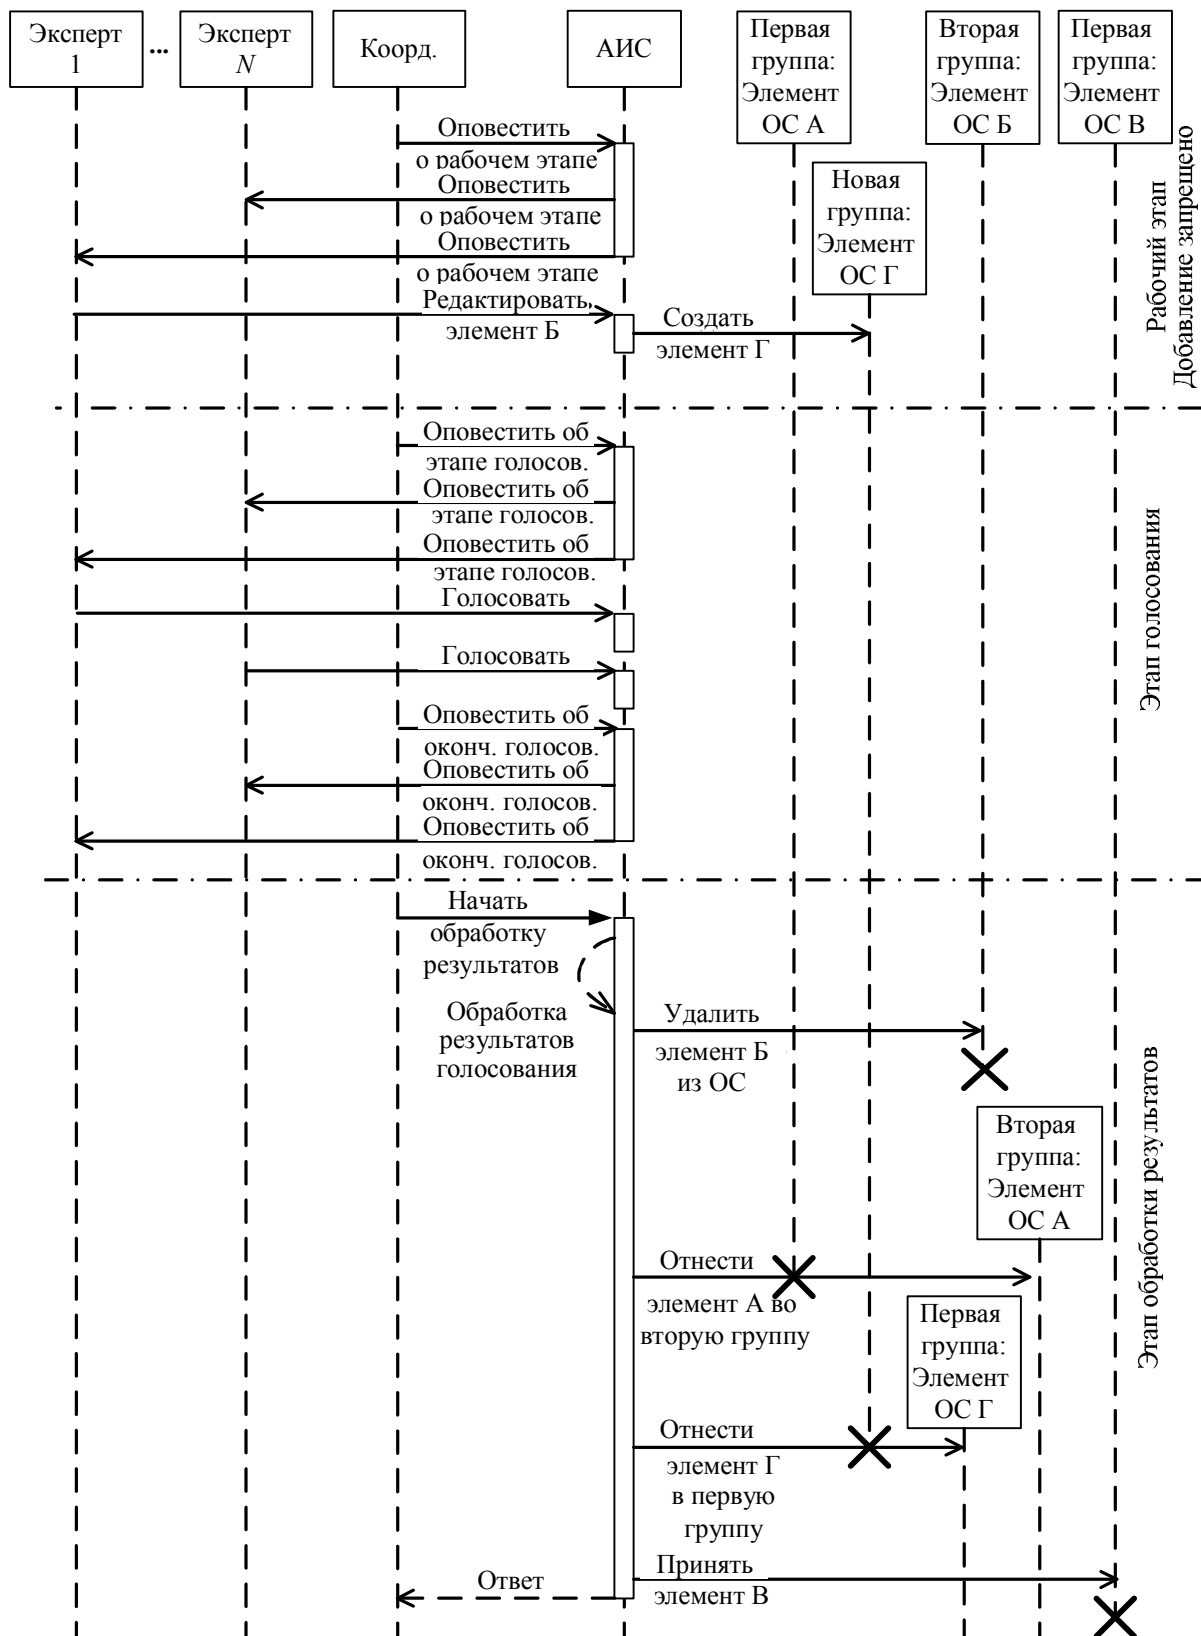 Эксперт
1
...
Эксперт
N
Коорд.
АИС
Первая
группа:
Элемент
ОС А
Вторая
группа:
Элемент
ОС Б
Первая
группа:
Элемент
ОС В
Новая
группа:
Элемент
ОС Г
Рабочий этап
Добавление запрещено
Оповестить
о рабочем этапе
Оповестить
о рабочем этапе
Оповестить
о рабочем этапе
Редактировать
элемент Б
Создать
элемент Г
Оповестить об
этапе голосов.
Оповестить об
этапе голосов.
Оповестить об
этапе голосов.
Голосовать
Голосовать
Оповестить об
оконч. голосов.
Оповестить об
оконч. голосов.
Оповестить об
оконч. голосов.
Этап голосования
Начать
обработку
результатов
Обработка
результатов
голосования
Удалить
элемент Б
из ОС
Вторая
группа:
Элемент
ОС А
Отнести
элемент А во
вторую группу
Первая
группа:
Элемент
ОС Г
Отнести
элемент Г
в первую
группу
Принять
элемент В
Ответ
Этап обработки результатов